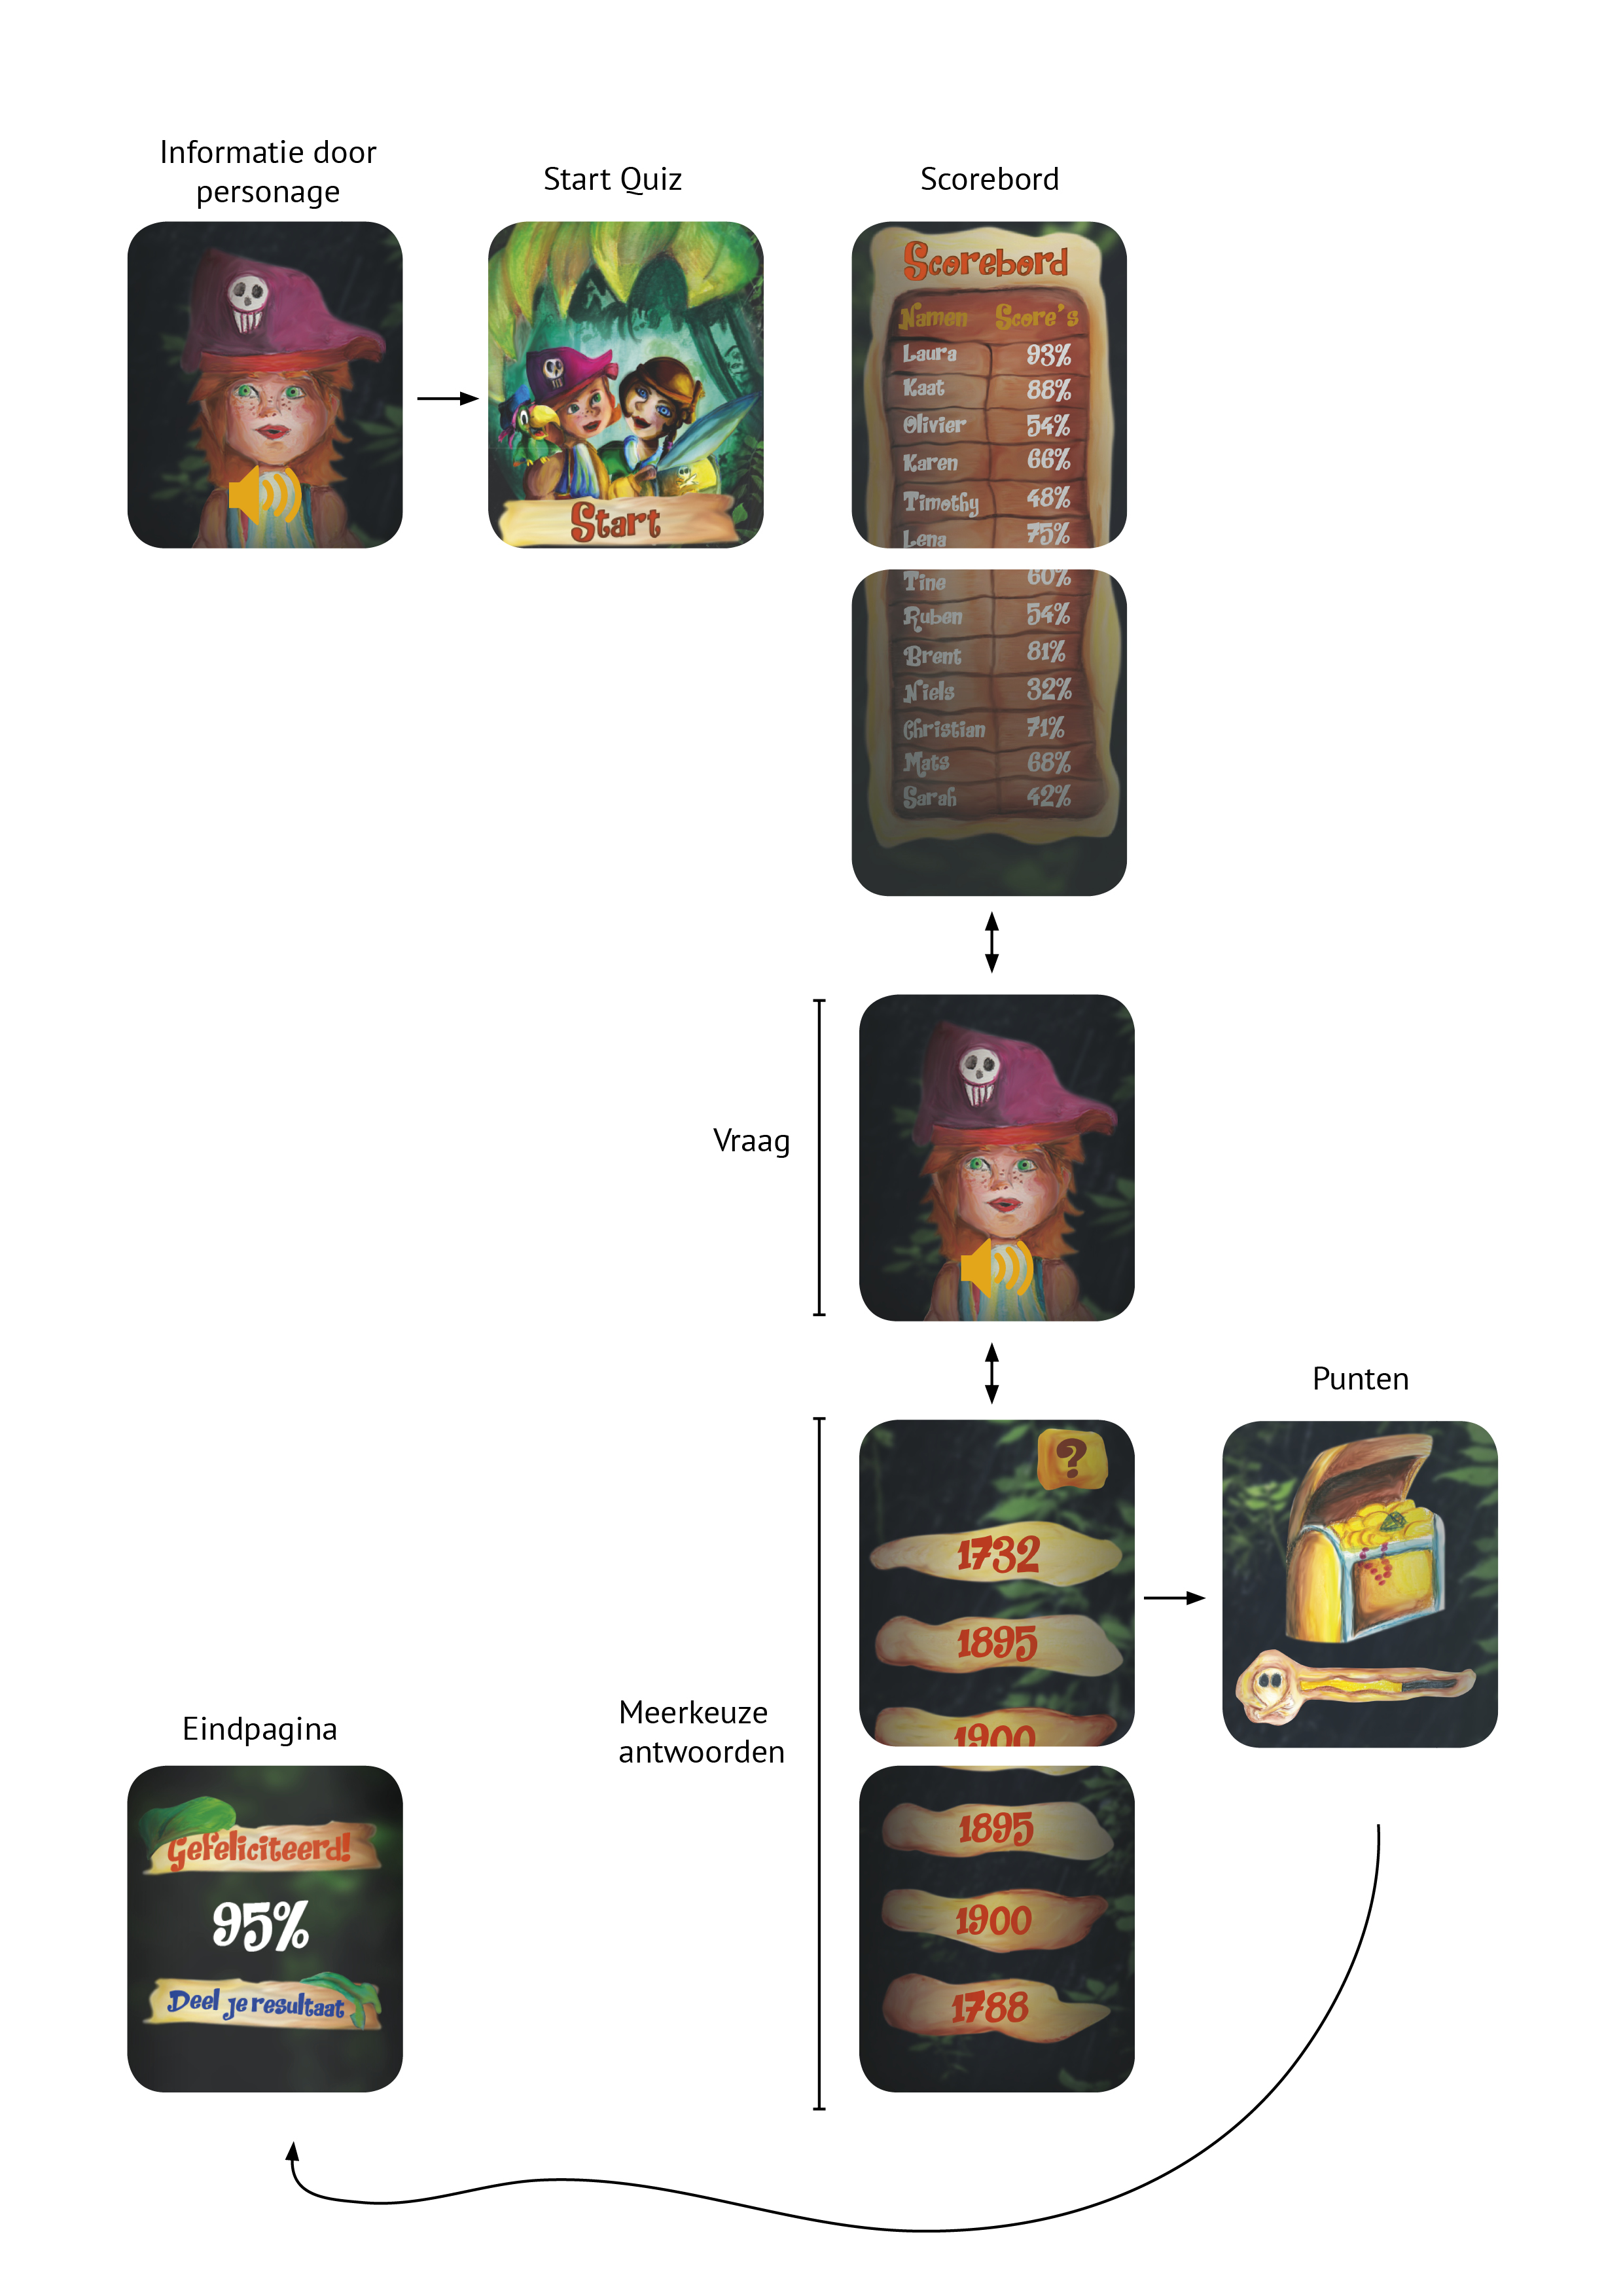 Informatie door
personage
Start Quiz
Scorebord
Scorebord
Namen Score's
Laura 93%
Kaat 88%
Olivier 54%
Karen 66%
Timothy 48%
Lena 75%
Tine 60%
Ruben 54%
Brent 81%
Niels 32%
Christian 71%
Mats 68%
Sarah 42%
Start
Vraag
Punten
?
1732
1895
1900
Meerkeuze
antwoorden
1895
1900
1788
Eindpagina
Gefeliciteerd!
95%
Deel je resultaat